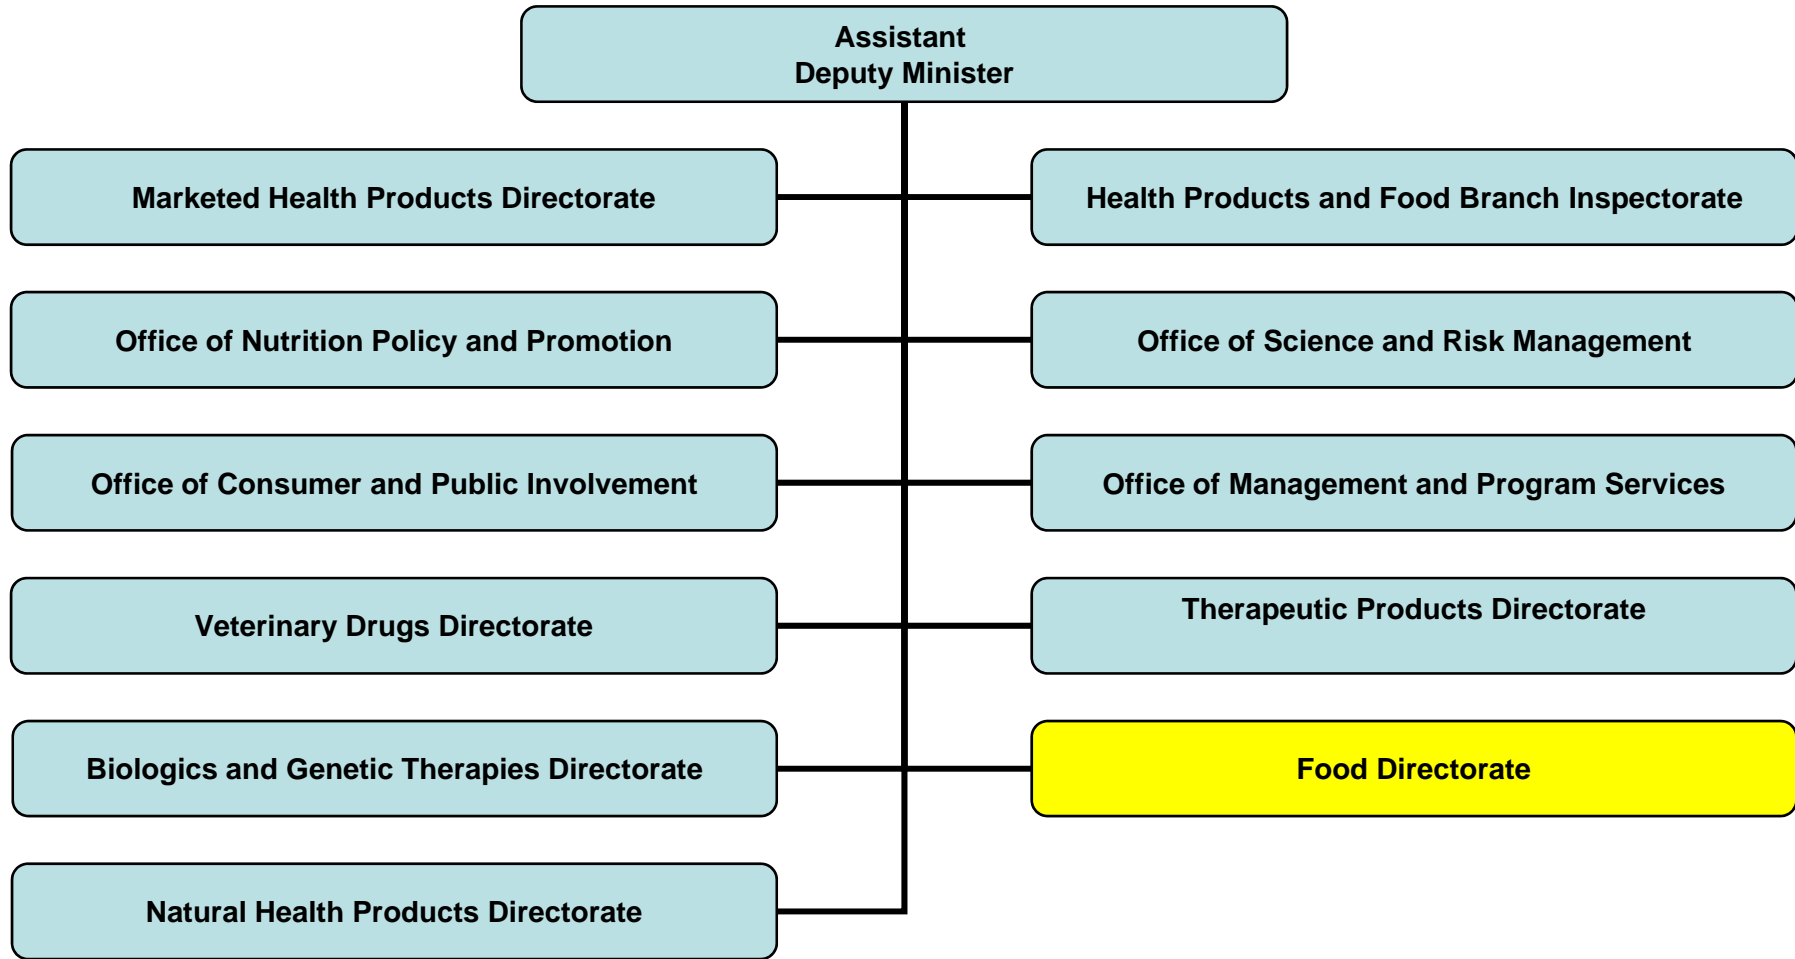 Assistant
Deputy Minister
Marketed Health Products Directorate
Health Products and Food Branch Inspectorate
Office of Nutrition Policy and Promotion
Office of Science and Risk Management
Office of Consumer and Public Involvement
Office of Management and Program Services
Veterinary Drugs Directorate
Therapeutic Products Directorate
Biologics and Genetic Therapies Directorate
Food Directorate
Natural Health Products Directorate